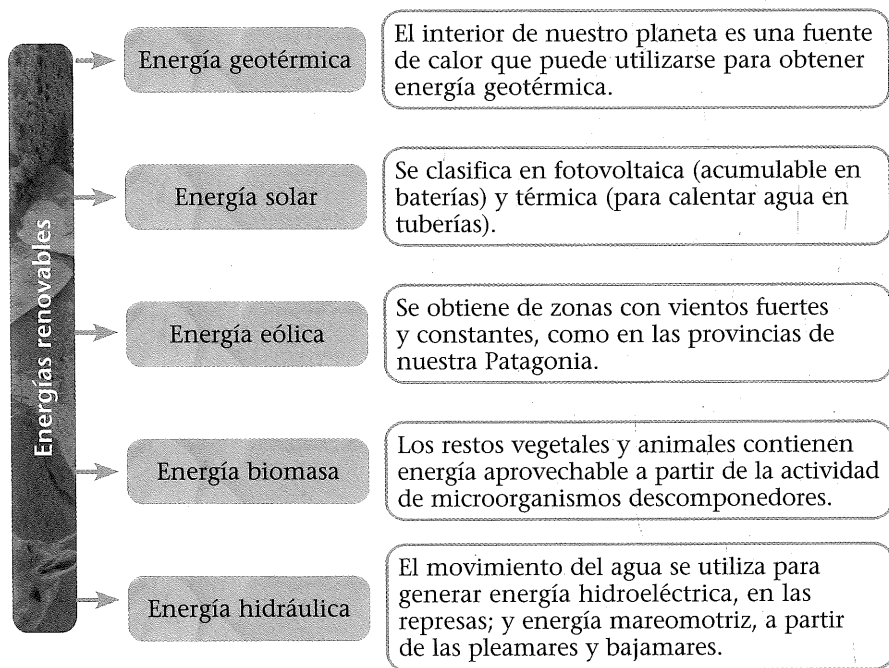 Energías renovables
Energía geotérmica
El interior de nuestro planeta es una fuente
de calor que puede utilizarse para obtener
energía geotérmica.
Energía solar
Se clasifica en fotovoltaica (acumulable en
baterías) y térmica (para calentar agua en
tuberías).
Energía eólica
Se obtiene de zonas con vientos fuertes
y constantes, como en las provincias de
nuestra Patagonia.
Energía biomasa
Los restos vegetales y animales contienen
energía aprovechable a partir de la actividad
de microorganismos descomponedores.
Energía hidráulica
El movimiento del agua se utiliza para
generar energía hidroeléctrica, en las
represas; y energía mareomotriz, a partir
de las pleamares y bajamares.